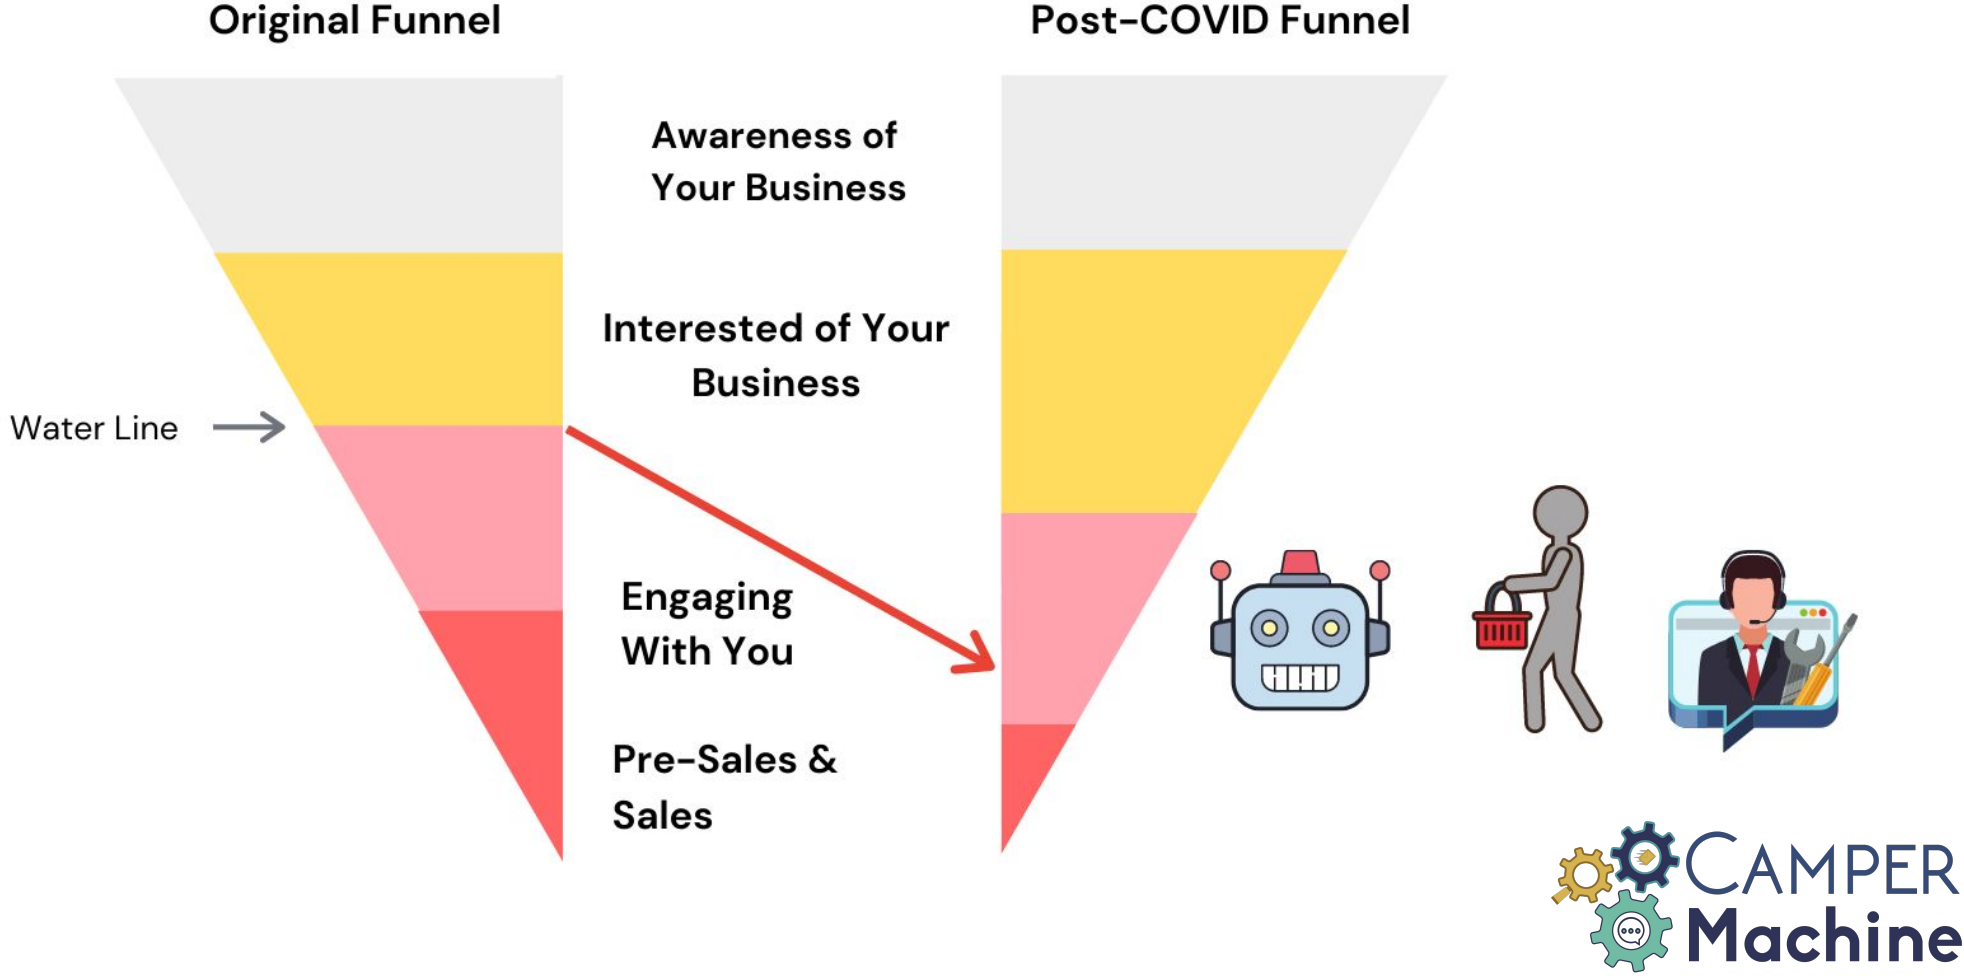 Original Funnel
Post-COVID Funnel
Awareness of
Your Business
Interested of Your
Business
Water Line
Engaging
With You
Pre-Sales &
Sales
CAMPER
Machine